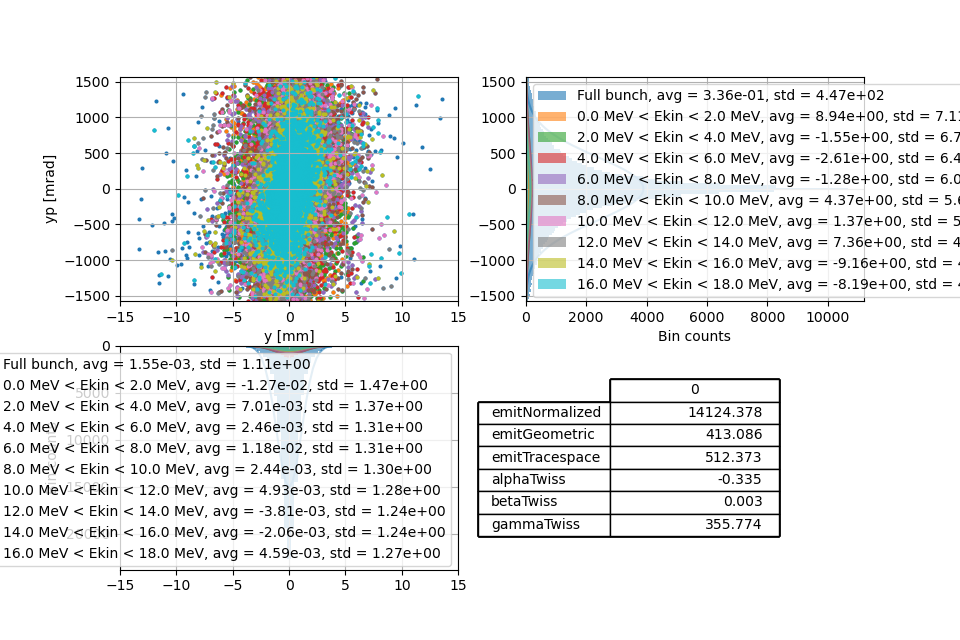 1500
1000
500
0
−500
−1000
−1500
yp [mrad]
−15 −10 −5 0 5 10 15
y [mm]
1500
1000
500
0
−500
−1000
−1500
Full bunch, avg = 3.36e-01, std = 4.47e+02
0.0 MeV < Ekin < 2.0 MeV, avg = 8.94e+00, std = 7.11
2.0 MeV < Ekin < 4.0 MeV, avg = -1.55e+00, std = 6.7
4.0 MeV < Ekin < 6.0 MeV, avg = -2.61e+00, std = 6.4
6.0 MeV < Ekin < 8.0 MeV, avg = -1.28e+00, std = 6.0
8.0 MeV < Ekin < 10.0 MeV, avg = 4.37e+00, std = 5.6
10.0 MeV < Ekin < 12.0 MeV, avg = 1.37e+00, std = 5
12.0 MeV < Ekin < 14.0 MeV, avg = 7.36e+00, std = 4
14.0 MeV < Ekin < 16.0 MeV, avg = -9.16e+00, std = 4
16.0 MeV < Ekin < 18.0 MeV, avg = -8.19e+00, std = 4
0 2000 4000 6000 8000 10000
Bin counts
0
5000
10000
15000
Full bunch, avg = 1.55e-03, std = 1.11e+00
0.0 MeV < Ekin < 2.0 MeV, avg = -1.27e-02, std = 1.47e+00
2.0 MeV < Ekin < 4.0 MeV, avg = 7.01e-03, std = 1.37e+00
4.0 MeV < Ekin < 6.0 MeV, avg = 2.46e-03, std = 1.31e+00
6.0 MeV < Ekin < 8.0 MeV, avg = 1.18e-02, std = 1.31e+00
8.0 MeV < Ekin < 10.0 MeV, avg = 2.44e-03, std = 1.30e+00
10.0 MeV < Ekin < 12.0 MeV, avg = 4.93e-03, std = 1.28e+00
12.0 MeV < Ekin < 14.0 MeV, avg = -3.81e-03, std = 1.24e+00
14.0 MeV < Ekin < 16.0 MeV, avg = -2.06e-03, std = 1.24e+00
16.0 MeV < Ekin < 18.0 MeV, avg = 4.59e-03, std = 1.27e+00
−15 −10 −5 0 5 10 15
0
emitNormalized 14124.378
emitGeometric 413.086
emitTracespace 512.373
alphaTwiss -0.335
betaTwiss 0.003
gammaTwiss 355.774